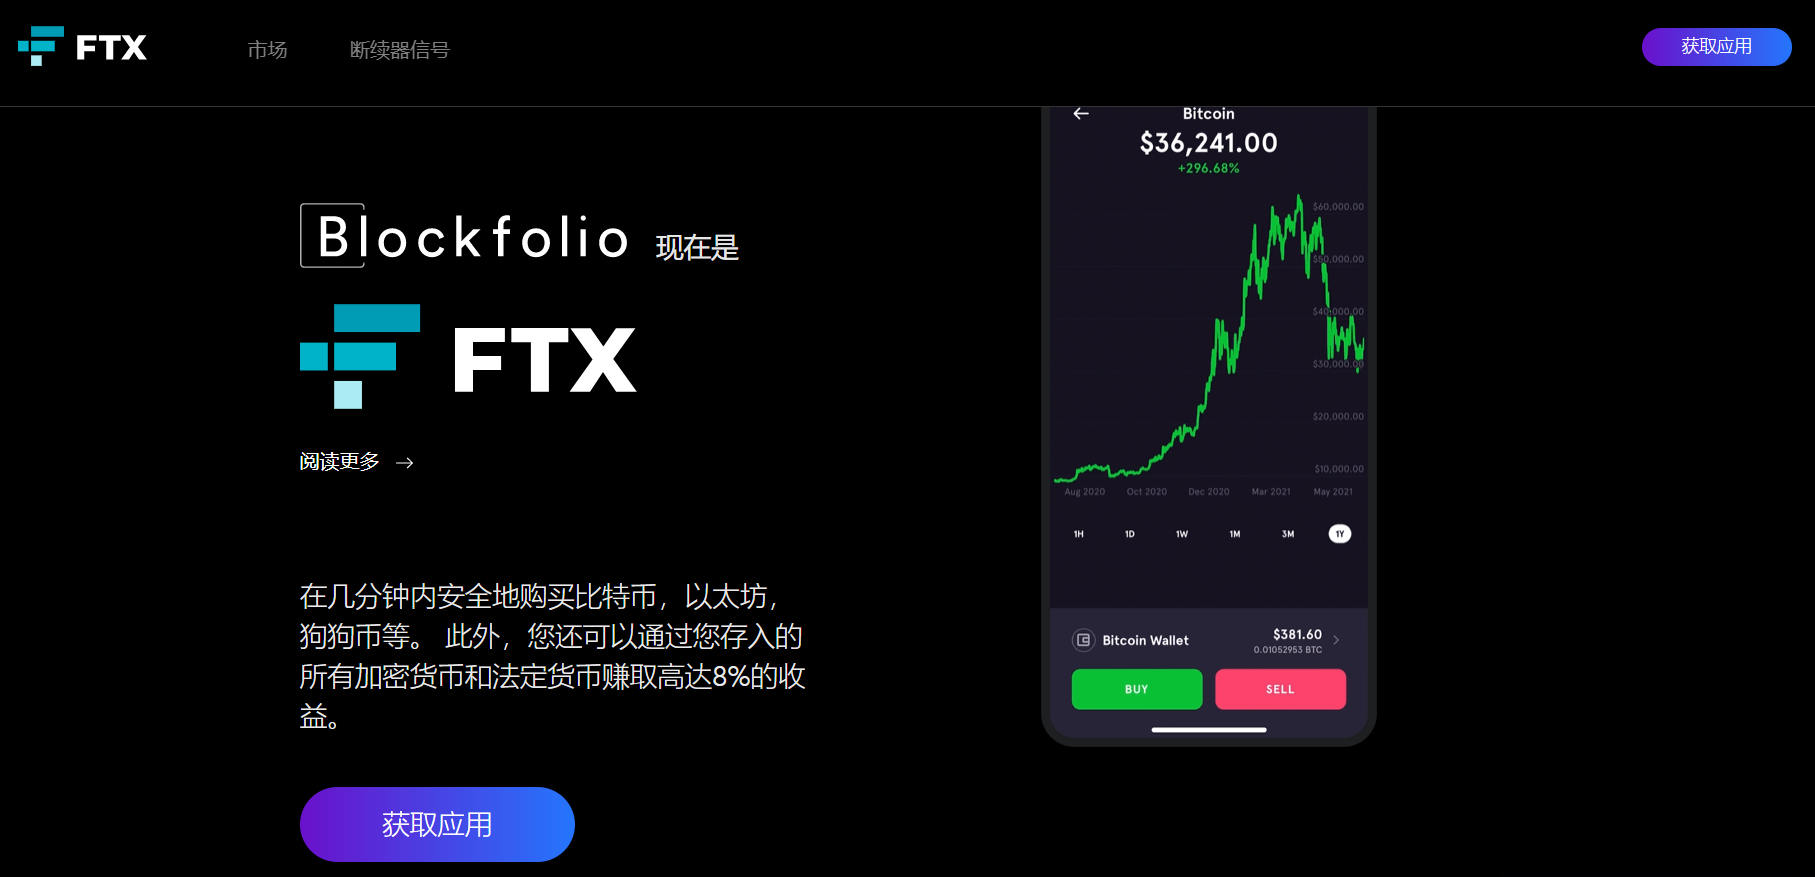 FTX
市场
断续器信号
获取应用
Bitcoin
$36,241.00
+296.68%
$60,000.00
$50,000.00
$40,000.00
$30,000.00
$20,000.00
$10,000.00
Aug 2020 Oct 2020 Dec 2020 Mar 2021 May 2021
1H 1D 1W 1M 3M 1Y
Bitcoin Wallet
$381.60
0.01052953 BTC
BUY
SELL
Blockfolio 现在是
FTX
阅读更多 →
在几分钟内安全地购买比特币，以太坊，
狗狗币等。 此外，您还可以通过您存入的
所有加密货币和法定货币赚取高达8%的收
益。
获取应用